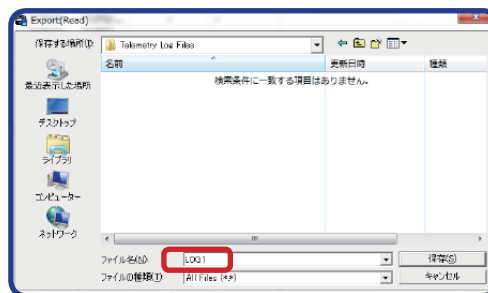 Export(Read)
保存する場所(I):
Telemetry Log Files
名前
更新日時
種類
検索条件に一致する項目はありません。
最近表示した場所
デスクトップ
ライブラリ
コンピューター
ネットワーク
ファイル名(N):
LOG1
保存(S)
ファイルの種類(T):
All Files (*.*)
キャンセル